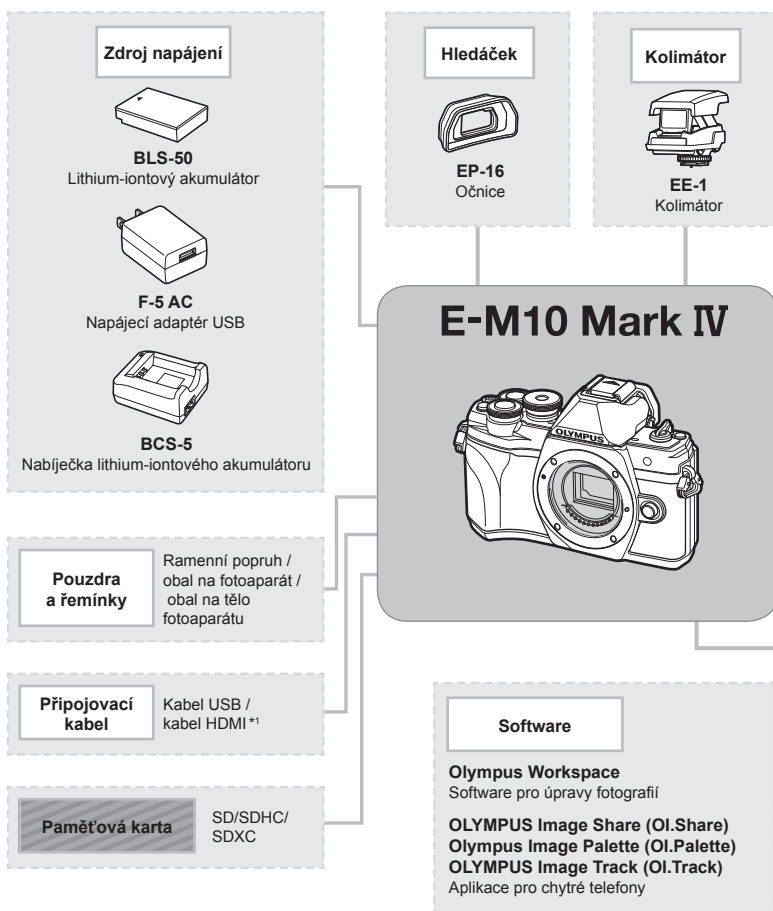 Zdroj napájení
BLS-50
Lithium-iontový akumulátor
F-5 AC
Napájecí adaptér USB
BCS-5
Nabíječka lithium-iontového akumulátoru
Hledáček
EP-16
Očnice
Kolimátor
EE-1
Kolimátor
E-M10 Mark IV
OLYMPUS
Pouzdra
a řemínky
Ramenní popruh /
obal na fotoaparát /
obal na tělo
fotoaparátu
Připojovací
kabel
Kabel USB /
kabel HDMI *1
Paměťová karta
SD/SDHC/
SDXC
Software
Olympus Workspace
Software pro úpravy fotografií
OLYMPUS Image Share (OI.Share)
Olympus Image Palette (OI.Palette)
OLYMPUS Image Track (OI.Track)
Aplikace pro chytré telefony